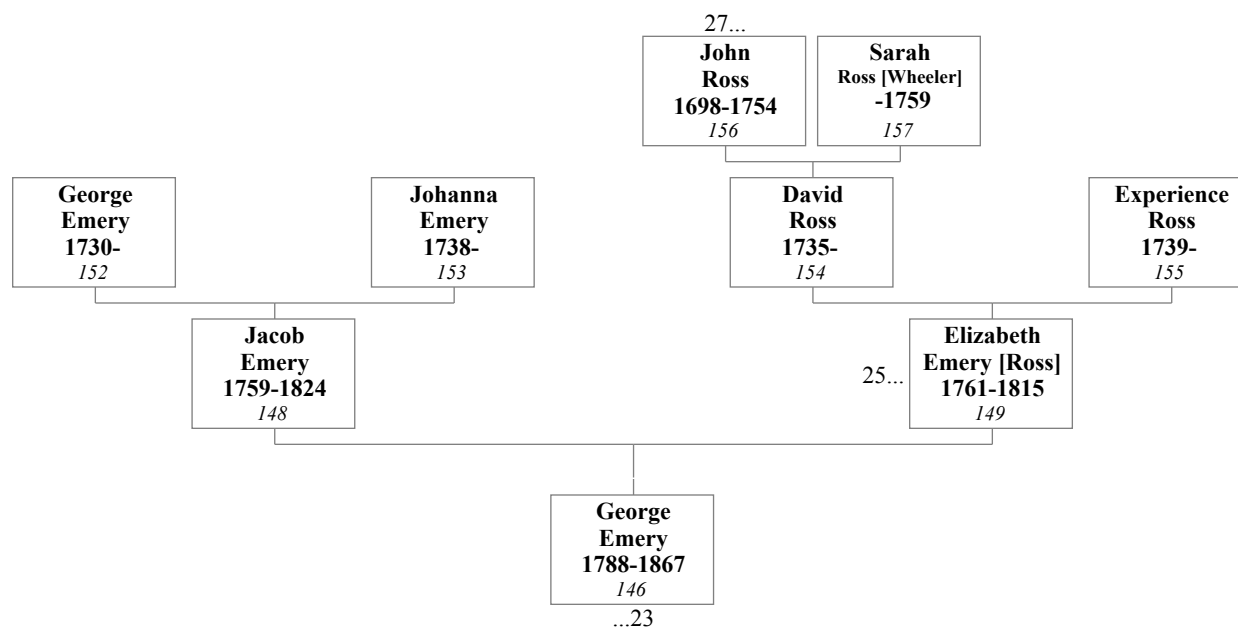 27...
John
Ross
1698-1754
156
Sarah
Ross [Wheeler]
-1759
157
George
Emery
1730-
152
Johanna
Emery
1738-
153
David
Ross
1735-
154
Experience
Ross
1739-
155
Jacob
Emery
1759-1824
148
25...
Elizabeth
Emery [Ross]
1761-1815
149
George
Emery
1788-1867
146
...23